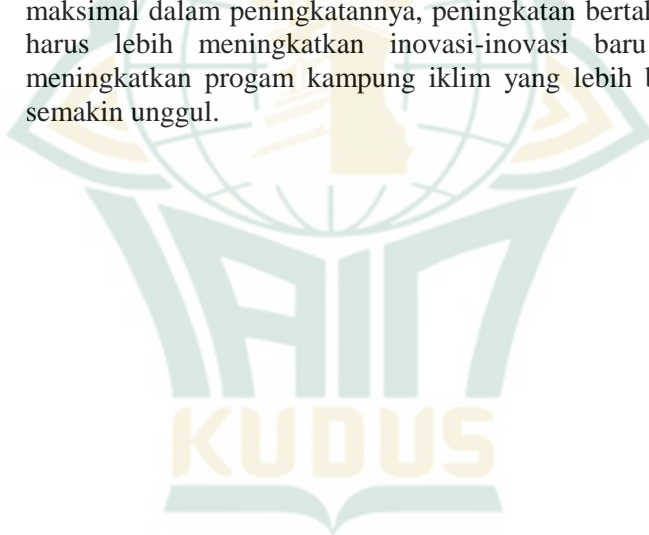 maksimal dalam peningkatannya, peningkatan
harus lebih meningkatkan inovasi-inovasi baru
meningkatkan progam kampung iklim yang lebih
semakin unggul.
IAIN
KUDUS